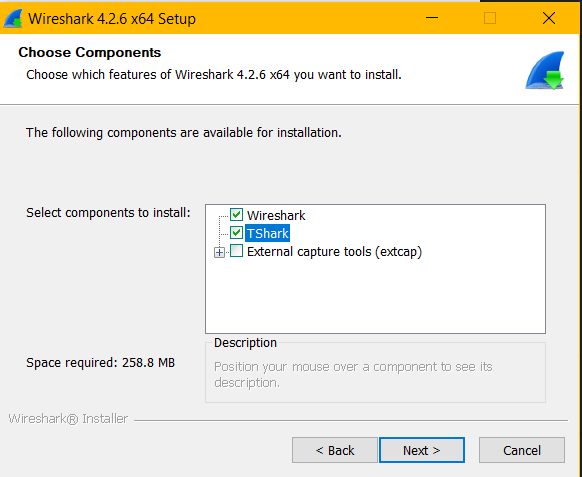 Wireshark 4.2.6 x64 Setup
Choose Components
Choose which features of Wireshark 4.2.6 x64 you want to install.
The following components are available for installation.
Select components to install:
Wireshark
TShark
External capture tools (extcap)
Space required: 258.8 MB
Description
Position your mouse over a component to see its
description.
Wireshark® Installer
< Back
Next >
Cancel